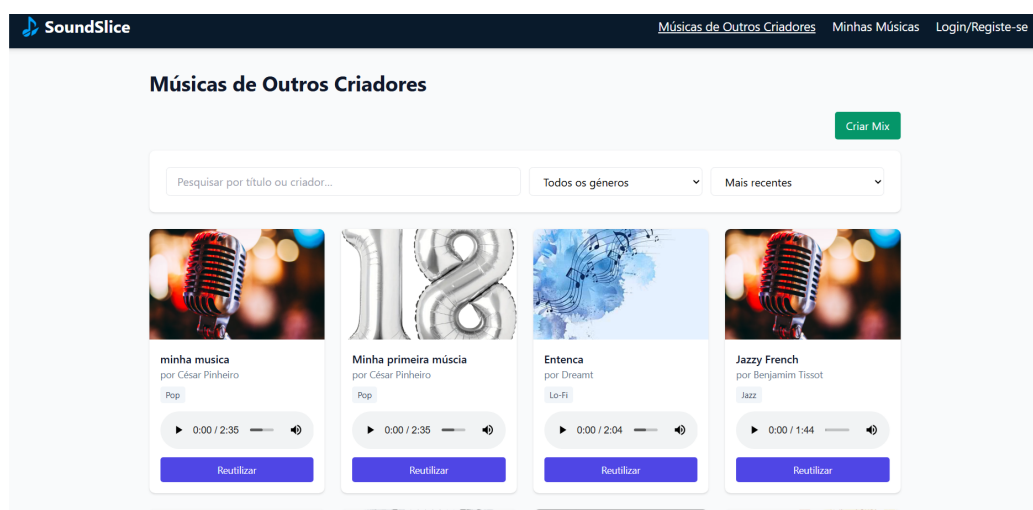 SoundSlice
Músicas de Outros Criadores Minhas Músicas Login/Registe-se
Músicas de Outros Criadores
Criar Mix
Pesquisar por título ou criador... Todos os géneros Mais recentes
18
minha musica Minha primeira múscia Entenca Jazzy French
por César Pinheiro por César Pinheiro por Dreamt por Benjamim Tissot
Pop Pop Lo-Fi Jazz
0:00 / 2:35 0:00 / 2:35 0:00 / 2:04 0:00 / 1:44
Reutilizar Reutilizar Reutilizar Reutilizar